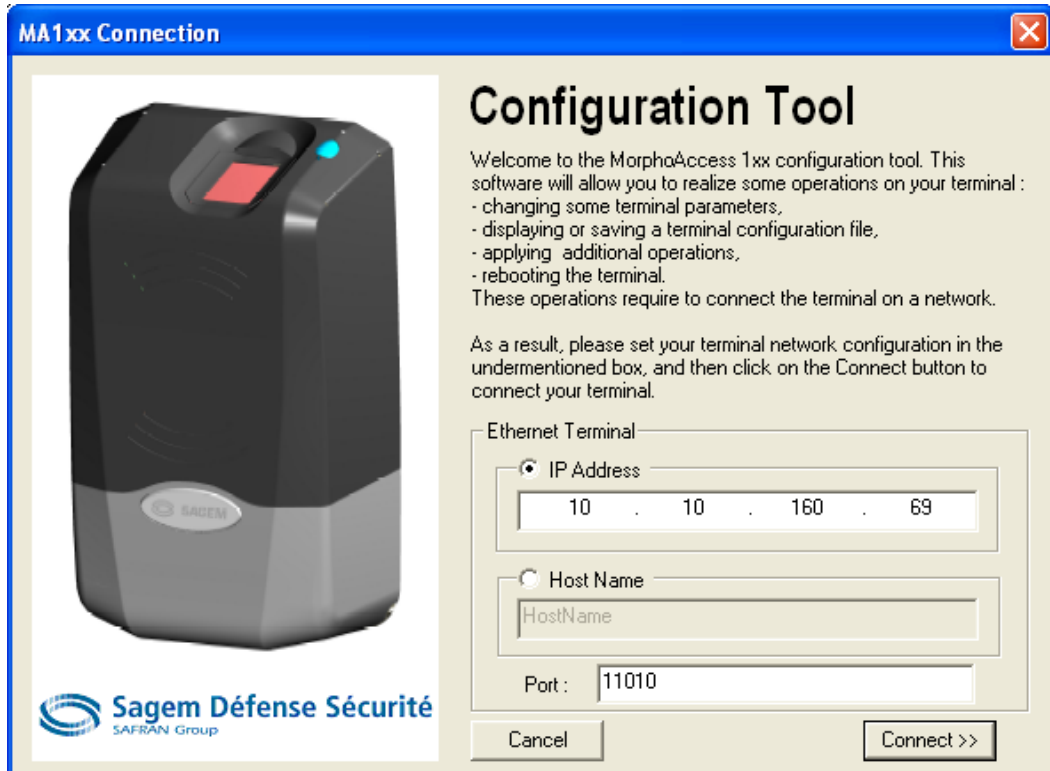 MA1xx Connection
Configuration Tool
Welcome to the MorphoAccess 1xx configuration tool. This
software will allow you to realize some operations on your terminal :
- changing some terminal parameters,
- displaying or saving a terminal configuration file,
- applying  additional operations,
- rebooting the terminal.
These operations require to connect the terminal on a network.
As a result, please set your terminal network configuration in the
undermentioned box, and then click on the Connect button to
connect your terminal.
Ethernet Terminal
IP Address
10 . 10 . 160 . 69
Host Name
HostName
Port : 11010
SAGEM
Sagem Défense Sécurité
SAFRAN Group
Cancel
Connect >>